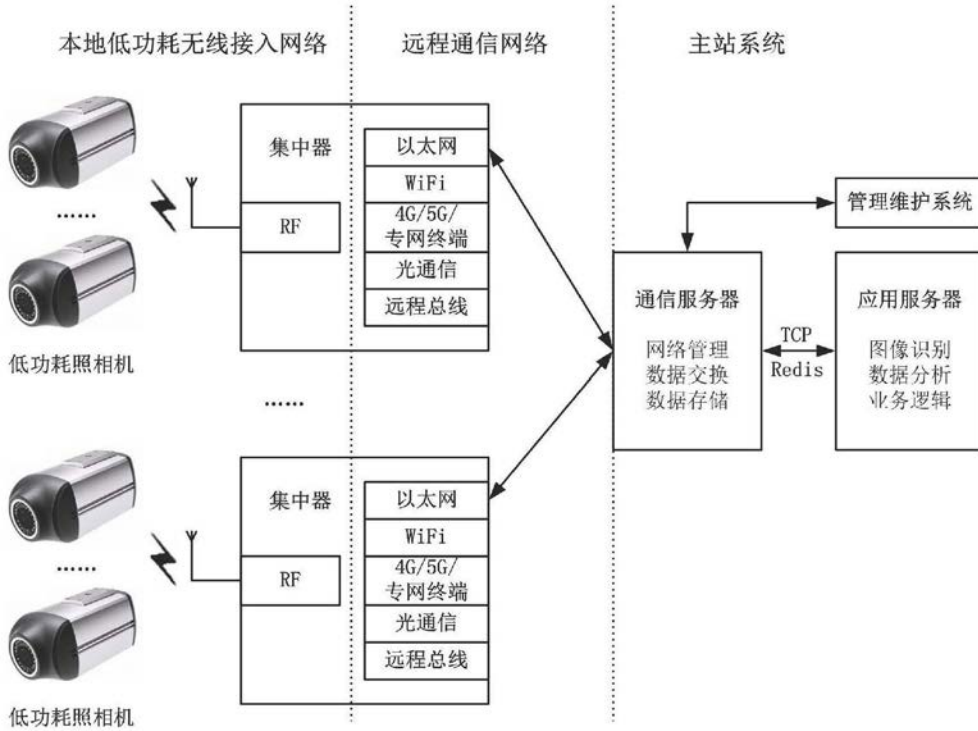 本地低功耗无线接入网络
远程通信网络
主站系统
集中器
RF
以太网
WiFi
4G/5G/
专网终端
光通信
远程总线
......
低功耗照相机
......
管理维护系统
通信服务器
网络管理
数据交换
数据存储
TCP
Redis
应用服务器
图像识别
数据分析
业务逻辑
集中器
RF
以太网
WiFi
4G/5G/
专网终端
光通信
远程总线
......
低功耗照相机